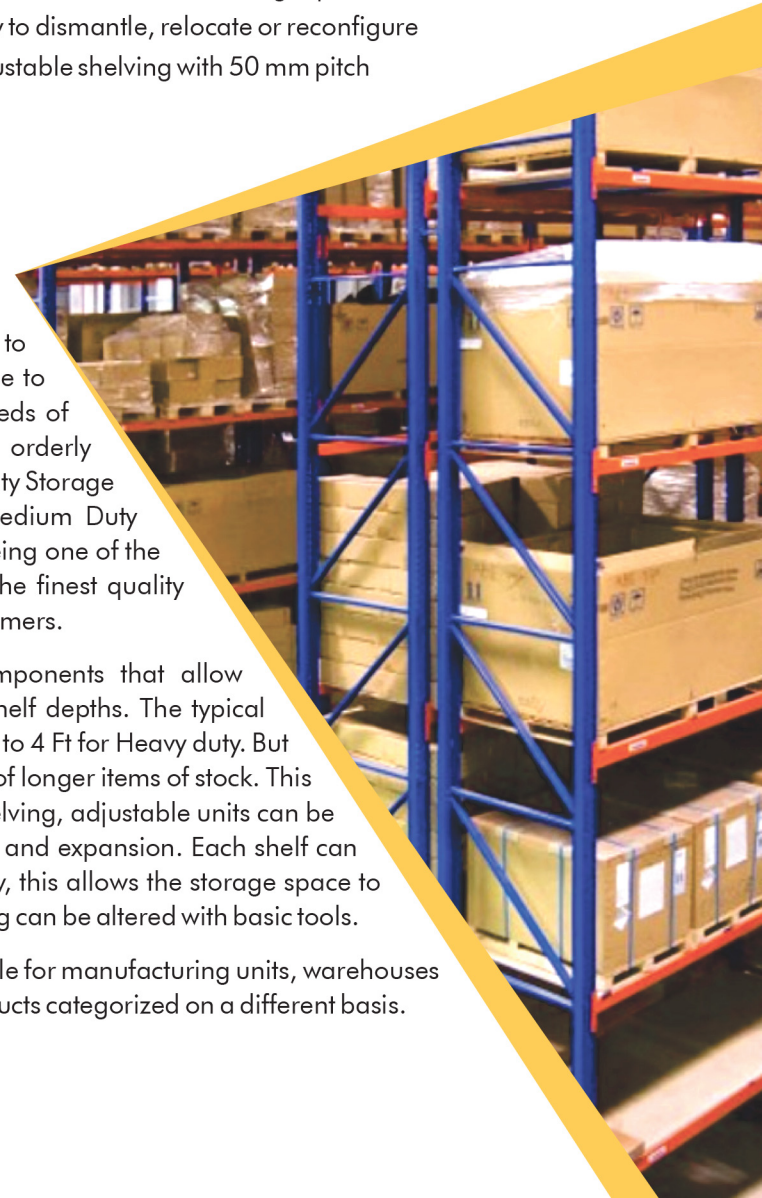 to dismantle, relocate or reconfigure
ustable shelving with 50 mm pitch
to
e to
eds of
orderly
ty Storage
edium Duty
eing one of the
he finest quality
mers.
mponents that allow
helf depths. The typical
to 4 Ft for Heavy duty. But
of longer items of stock. This
elving, adjustable units can be
and expansion. Each shelf can
y, this allows the storage space to
g can be altered with basic tools.
le for manufacturing units, warehouses
ucts categorized on a different basis.